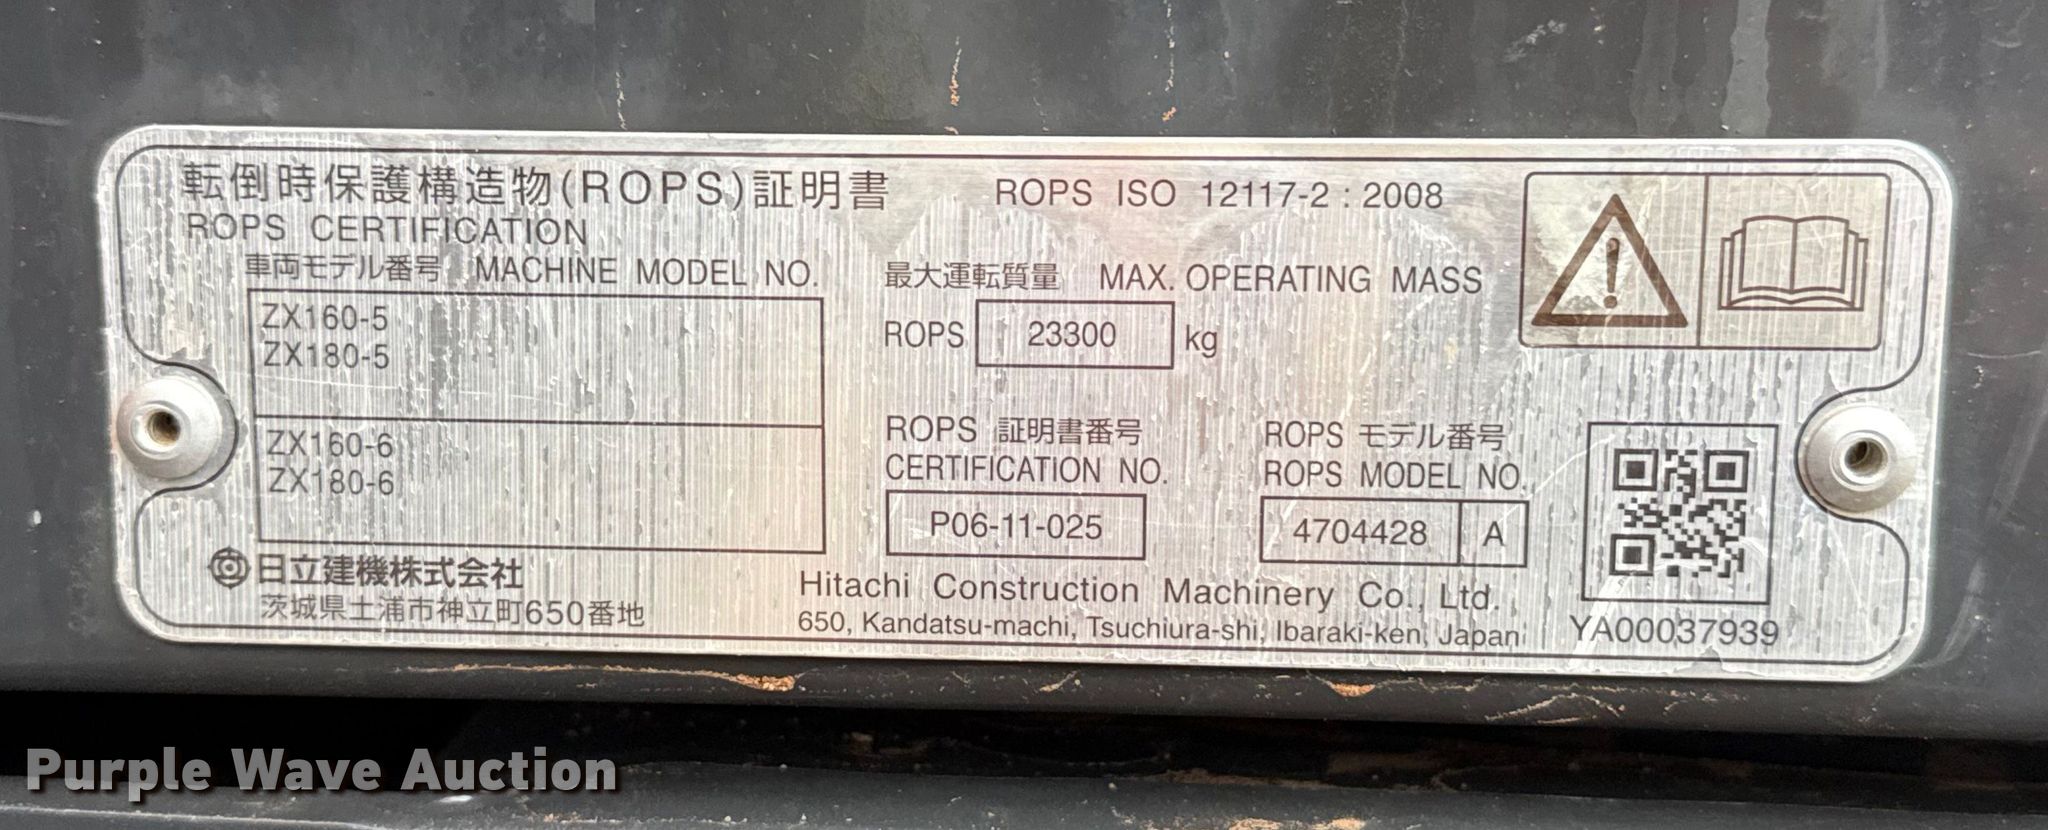 転倒時保護構造物(ROPS)証明書
ROPS CERTIFICATION
ROPS ISO 12117-2 : 2008
車両モデル番号 MACHINE MODEL NO.
ZX160-5
ZX180-5
ZX160-6
ZX180-6
最大運転質量 MAX. OPERATING MASS
ROPS 23300 kg
ROPS 証明書番号
CERTIFICATION NO.
P06-11-025
ROPS モデル番号
ROPS MODEL NO.
4704428 A
日立建機株式会社
茨城県土浦市神立町650番地
Hitachi Construction Machinery Co., Ltd.
650, Kandatsu-machi, Tsuchiura-shi, Ibaraki-ken, Japan
YA00037939
Purple Wave Auction